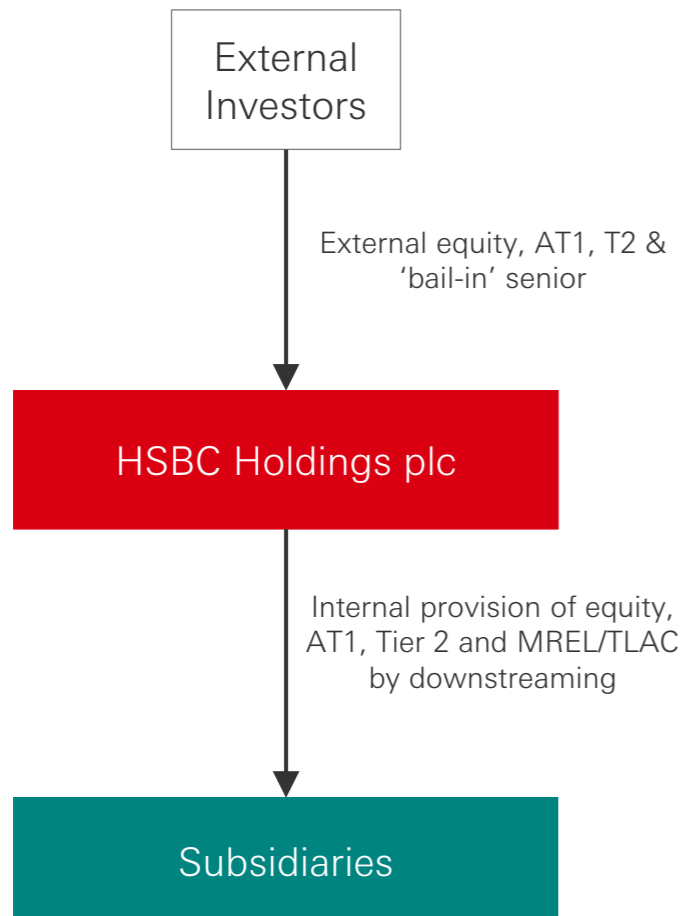 External
Investors
External equity, AT1, T2 &
‘bail-in’ senior
HSBC Holdings plc
Internal provision of equity,
AT1, Tier 2 and MREL/TLAC
by downstreaming
Subsidiaries